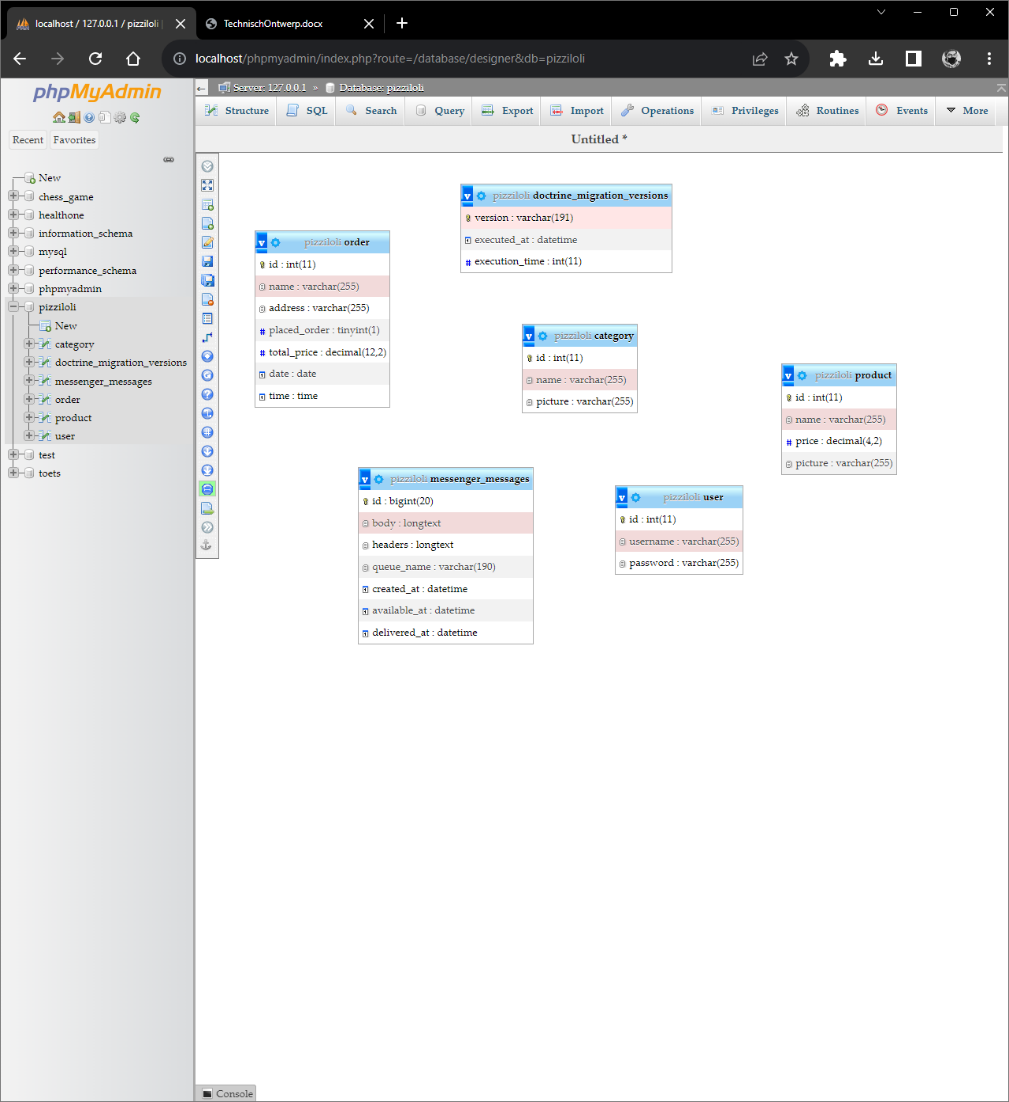 localhost / 127.0.0.1 / pizziloli
TechnischOntwerp.docx
localhost/phpmyadmin/index.php?route=/database/designer&db=pizziloli
phpMyAdmin
Recent Favorites
New
chess_game
healthone
information_schema
mysql
performance_schema
phpmyadmin
pizziloli
New
category
doctrine_migration_versions
messenger_messages
order
product
user
test
toets
Server: 127.0.0.1 » Database: pizziloli
Structure SQL Search Query Export Import Operations Privileges Routines Events More
Untitled *
v pizziloli doctrine_migration_versions
version : varchar(191)
executed_at : datetime
# execution_time : int(11)
v pizziloli order
id : int(11)
name : varchar(255)
address : varchar(255)
# placed_order : tinyint(1)
# total_price : decimal(12,2)
date : date
time : time
v pizziloli category
id : int(11)
name : varchar(255)
picture : varchar(255)
v pizziloli product
id : int(11)
name : varchar(255)
# price : decimal(4,2)
picture : varchar(255)
v pizziloli messenger_messages
id : bigint(20)
body : longtext
headers : longtext
queue_name : varchar(190)
created_at : datetime
available_at : datetime
delivered_at : datetime
v pizziloli user
id : int(11)
username : varchar(255)
password : varchar(255)
Console